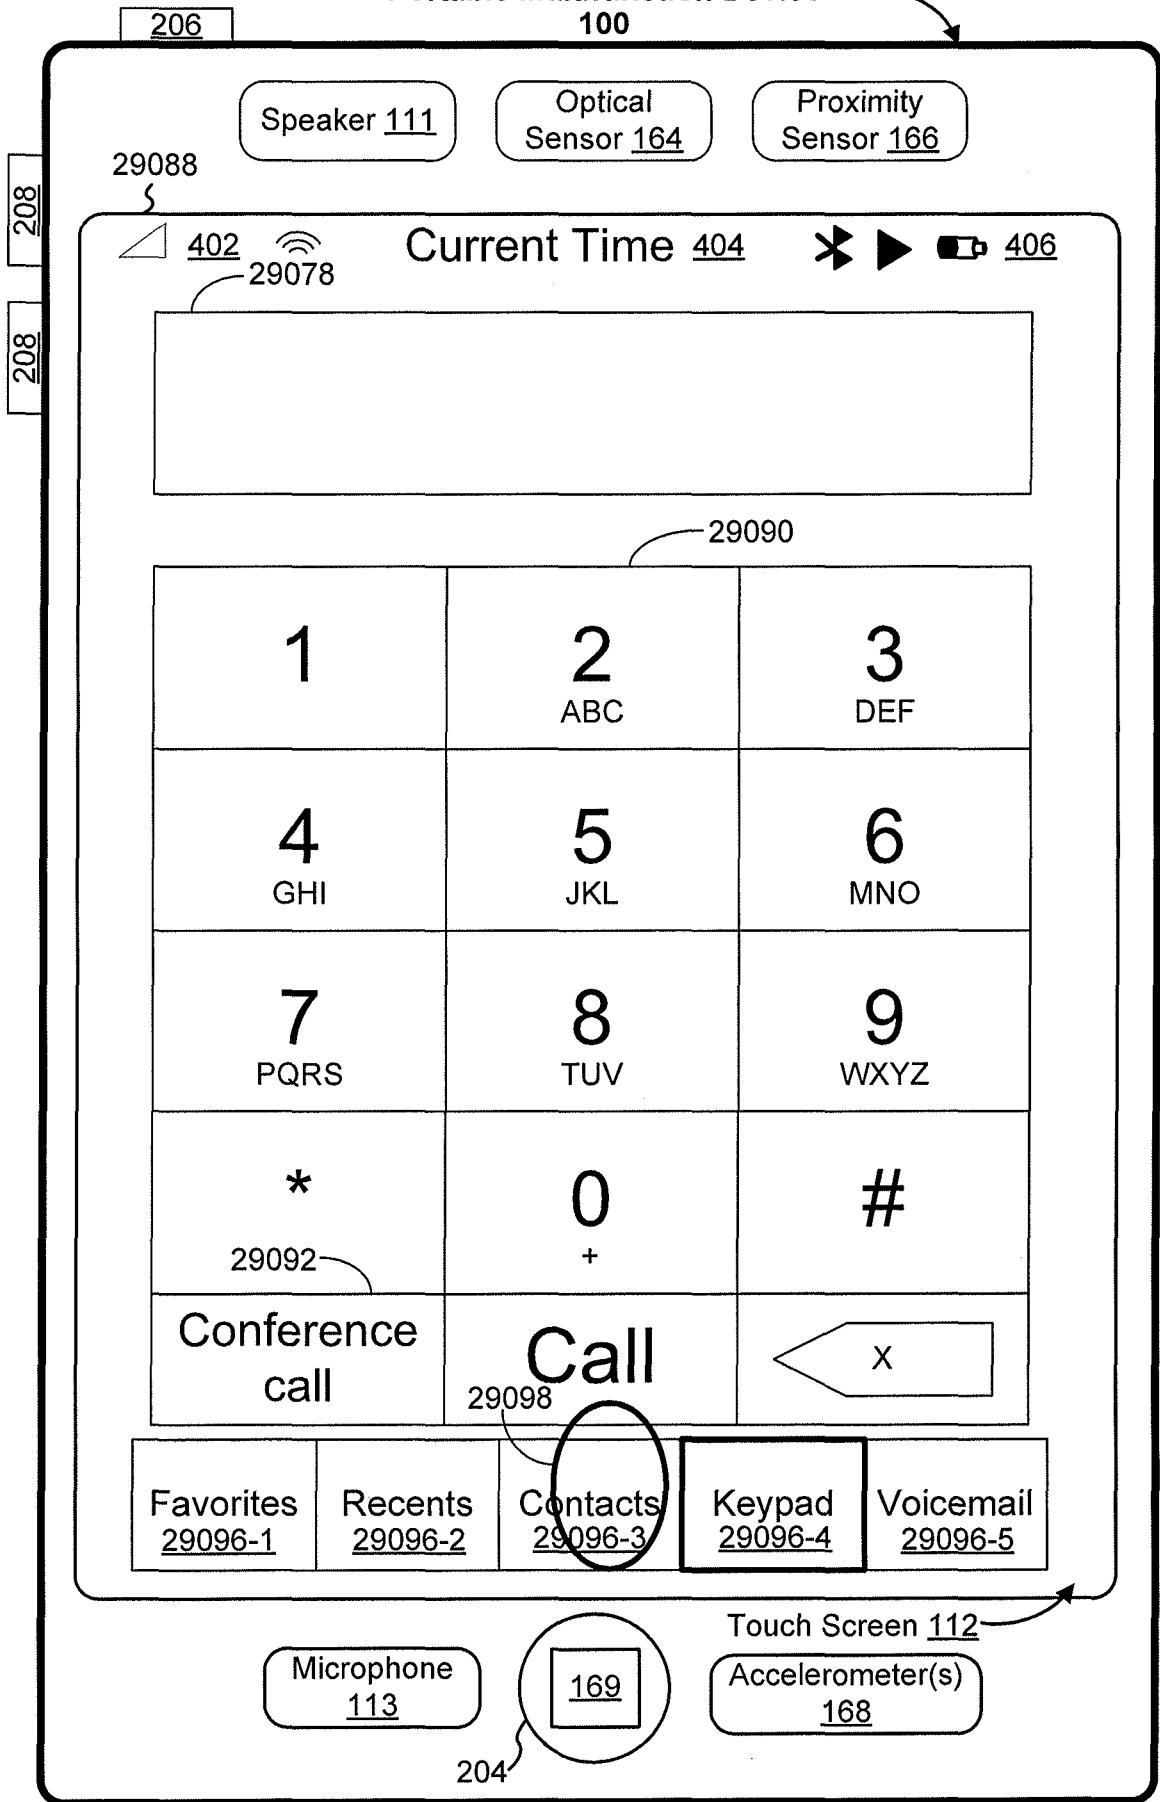 100
206
Speaker 111
Optical
Sensor 164
Proximity
Sensor 166
29088
208
402
Current Time 404
406
29078
208
29090
1
2
ABC
3
DEF
4
GHI
5
JKL
6
MNO
7
PQRS
8
TUV
9
WXYZ
*
0
+
#
29092
Conference
call
Call
X
29098
Favorites
29096-1
Recents
29096-2
Contacts
29096-3
Keypad
29096-4
Voicemail
29096-5
Touch Screen 112
Microphone
113
169
Accelerometer(s)
168
204